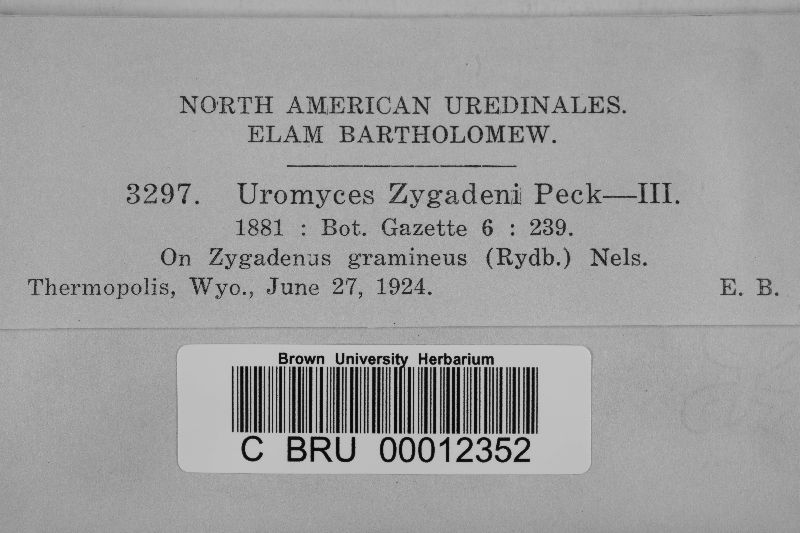 NORTH AMERICAN UREDINALES.
ELAM BARTHOLOMEW.
3297. Uromyces Zygadeni Peck—III.
1881 : Bot. Gazette 6 : 239.
On Zygadenus gramineus (Rydb.) Nels.
Thermopolis, Wyo., June 27, 1924. E. B.
Brown University Herbarium
C BRU 00012352